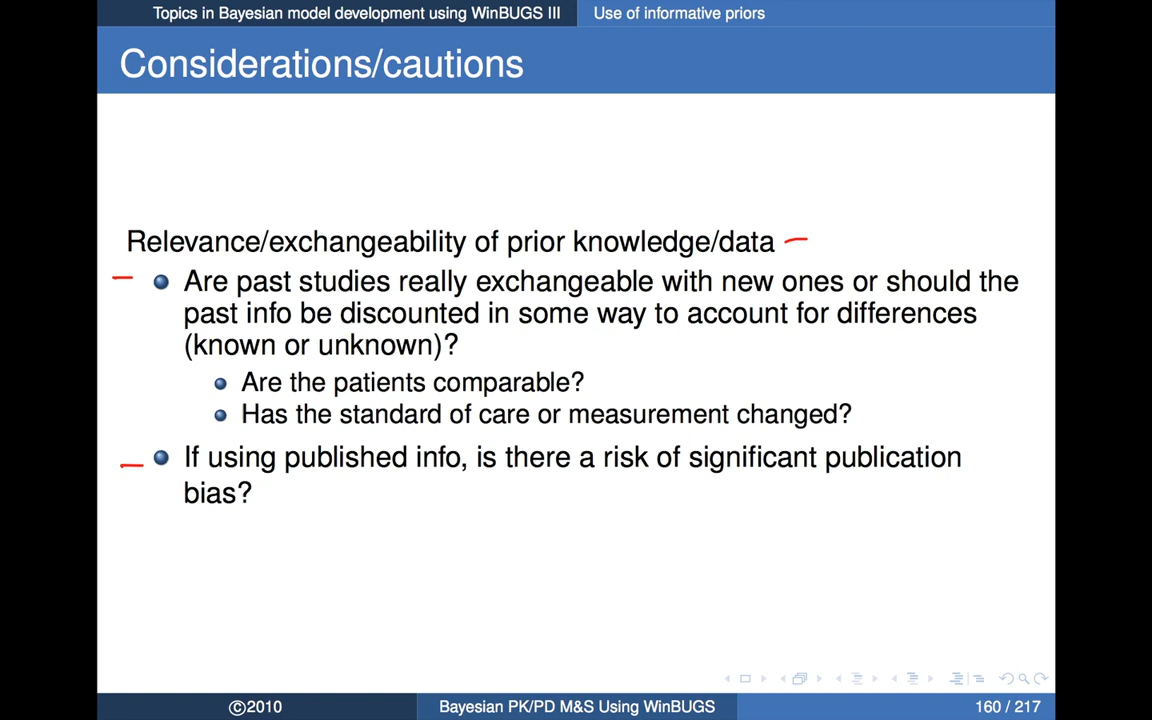 Topics in Bayesian model development using WinBUGS III Use of informative priors
Considerations/cautions
Relevance/exchangeability of prior knowledge/data
Are past studies really exchangeable with new ones or should the
past info be discounted in some way to account for differences
(known or unknown)?
Are the patients comparable?
Has the standard of care or measurement changed?
If using published info, is there a risk of significant publication
bias?
©2010 Bayesian PK/PD M&S Using WinBUGS 160 / 217